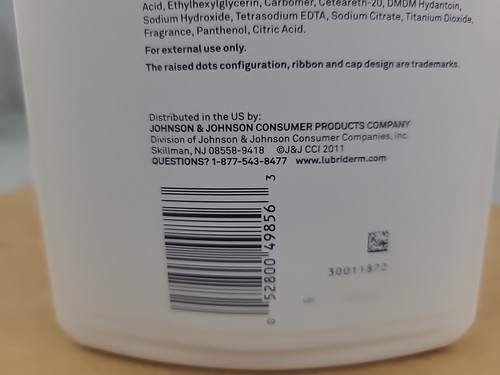 Acid, Ethylhexylglycerin, Carbomer, Ceteareth-20, DMDM Hydantoin,
Sodium Hydroxide, Tetrasodium EDTA, Sodium Citrate, Titanium Dioxide,
Fragrance, Panthenol, Citric Acid.
For external use only.
The raised dots configuration, ribbon and cap design are trademarks.
Distributed in the US by:
JOHNSON & JOHNSON CONSUMER PRODUCTS COMPANY
Division of Johnson & Johnson Consumer Companies, Inc.
Skillman, NJ 08558-9418 ©J&J CCI 2011
QUESTIONS? 1-877-543-8477 www.lubriderm.com
0 52800 49856 3
30011872